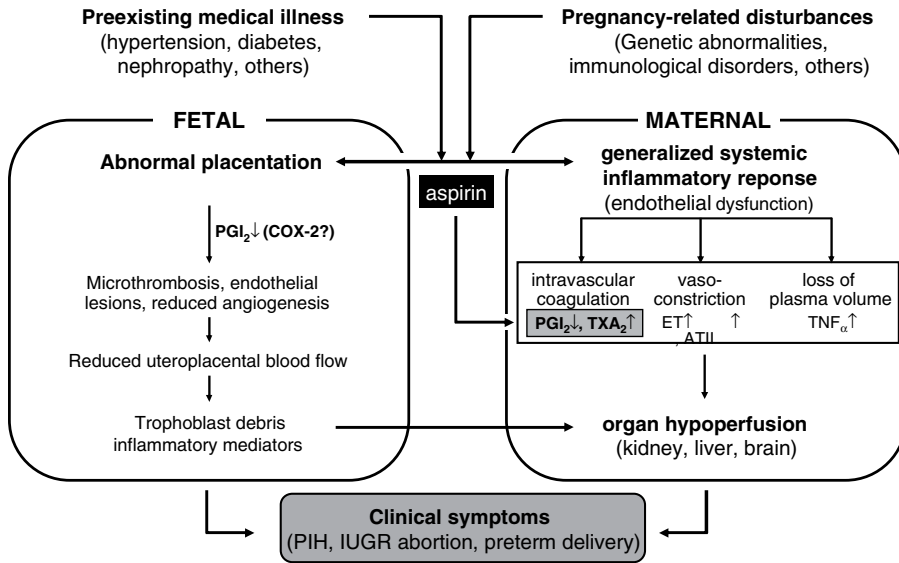 Preexisting medical illness
(hypertension, diabetes,
nephropathy, others)
Pregnancy-related disturbances
(Genetic abnormalities,
immunological disorders, others)
FETAL
Abnormal placentation
PGI₂↓ (COX-2?)
Microthrombosis, endothelial
lesions, reduced angiogenesis
Reduced uteroplacental blood flow
Trophoblast debris
inflammatory mediators
aspirin
MATERNAL
generalized systemic
inflammatory reponse
(endothelial dysfunction)
intravascular
coagulation
PGI₂↓, TXA₂↑
vaso-
constriction
ET↑ ↑
, ATII
loss of
plasma volume
TNFα↑
organ hypoperfusion
(kidney, liver, brain)
Clinical symptoms
(PIH, IUGR abortion, preterm delivery)